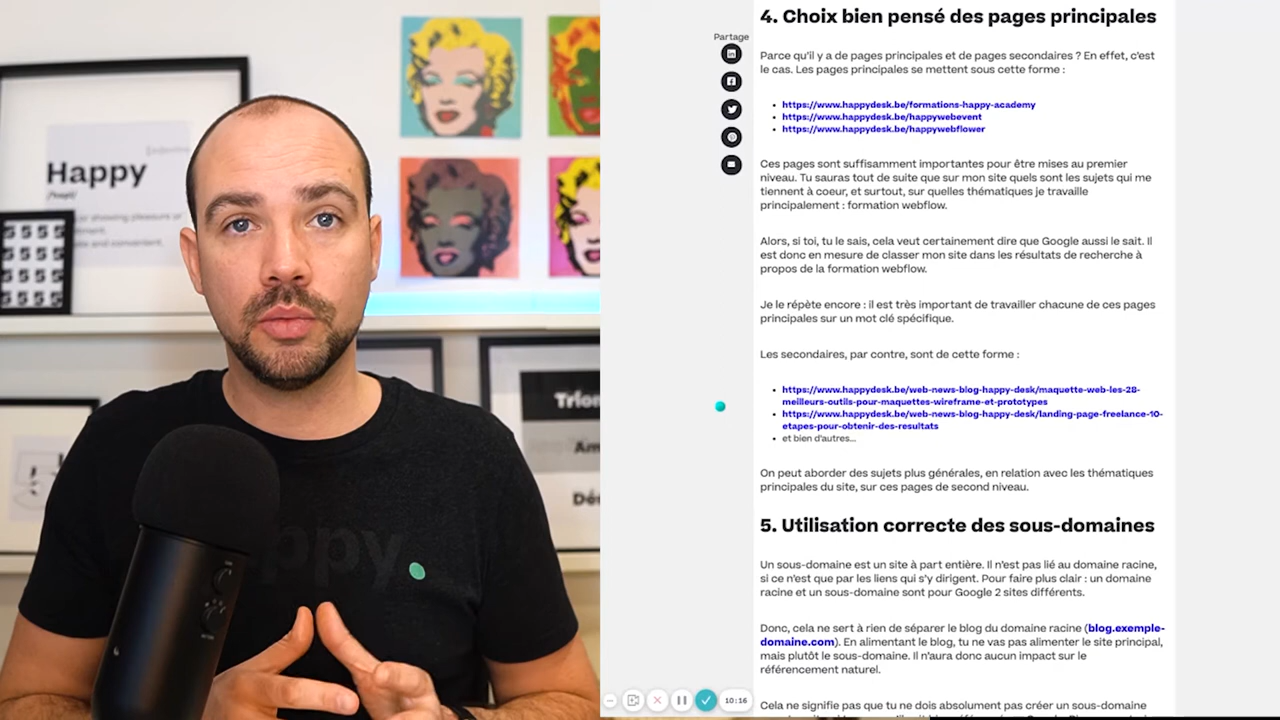 Happy
ppy.
Trion
4. Choix bien pensé des pages principales
Partage
Parce qu'il y a de pages principales et de pages secondaires ? En effet, c'est
le cas. Les pages principales se mettent sous cette forme :
• https://www.happydesk.be/formations-happy-academy
• https://www.happydesk.be/happywebevent
• https://www.happydesk.be/happywebflower
Ces pages sont suffisamment importantes pour être mises au premier
niveau. Tu sauras tout de suite que sur mon site quels sont les sujets qui me
tiennent à coeur, et surtout, sur quelles thématiques je travaille
principalement : formation webflow.
Alors, si toi, tu le sais, cela veut certainement dire que Google aussi le sait. Il
est donc en mesure de classer mon site dans les résultats de recherche à
propos de la formation webflow.
Je le répète encore : il est très important de travailler chacune de ces pages
principales sur un mot clé spécifique.
Les secondaires, par contre, sont de cette forme :
• https://www.happydesk.be/web-news-blog-happy-desk/maquette-web-les-28-
meilleurs-outils-pour-maquettes-wireframe-et-prototypes
• https://www.happydesk.be/web-news-blog-happy-desk/landing-page-freelance-10-
etapes-pour-obtenir-des-resultats
• et bien d'autres...
On peut aborder des sujets plus générales, en relation avec les thématiques
principales du site, sur ces pages de second niveau.
5. Utilisation correcte des sous-domaines
Un sous-domaine est un site à part entière. Il n'est pas lié au domaine racine,
si ce n'est que par les liens qui s'y dirigent. Pour faire plus clair : un domaine
racine et un sous-domaine sont pour Google 2 sites différents.
Donc, cela ne sert à rien de séparer le blog du domaine racine (blog.exemple-
domaine.com). En alimentant le blog, tu ne vas pas alimenter le site principal,
mais plutôt le sous-domaine. Il n'aura donc aucun impact sur le
référencement naturel.
Cela ne signifie pas que tu ne dois absolument pas créer un sous-domaine
10:16